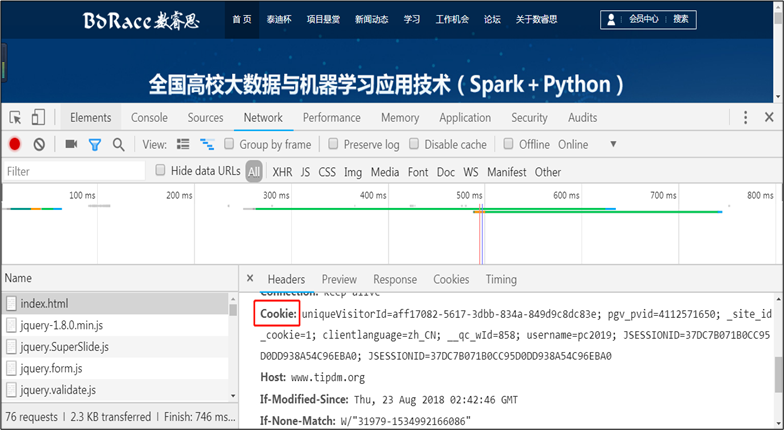 BdRace 数睿思 首 页 泰迪杯 项目悬赏 新闻动态 学习 工作机会 论坛 关于数睿思 会员中心 | 搜索
全国高校大数据与机器学习应用技术（Spark + Python）
Elements Console Sources Network Performance Memory Application Security Audits
View: Group by frame Preserve log Disable cache Offline Online
Filter Hide data URLs All XHR JS CSS Img Media Font Doc WS Manifest Other
100 ms 200 ms 300 ms 400 ms 500 ms 600 ms 700 ms 800 ms
Name
index.html
jquery-1.8.0.min.js
jquery.SuperSlide.js
jquery.form.js
jquery.validate.js
76 requests | 2.3 KB transferred | Finish: 746 ms...
× Headers Preview Response Cookies Timing
Connection: keep-alive
Cookie: uniqueVisitorId=aff17082-5617-3dbb-834a-849d9c8dc83e; pgv_pvid=4112571650; _site_id
_cookie=1; clientlanguage=zh_CN; __qc_wId=858; username=pc2019; JSESSIONID=37DC7B071B0CC95
D0DD938A54C96EBA0; JSESSIONID=37DC7B071B0CC95D0DD938A54C96EBA0
Host: www.tipdm.org
If-Modified-Since: Thu, 23 Aug 2018 02:42:46 GMT
If-None-Match: W/"31979-1534992166086"